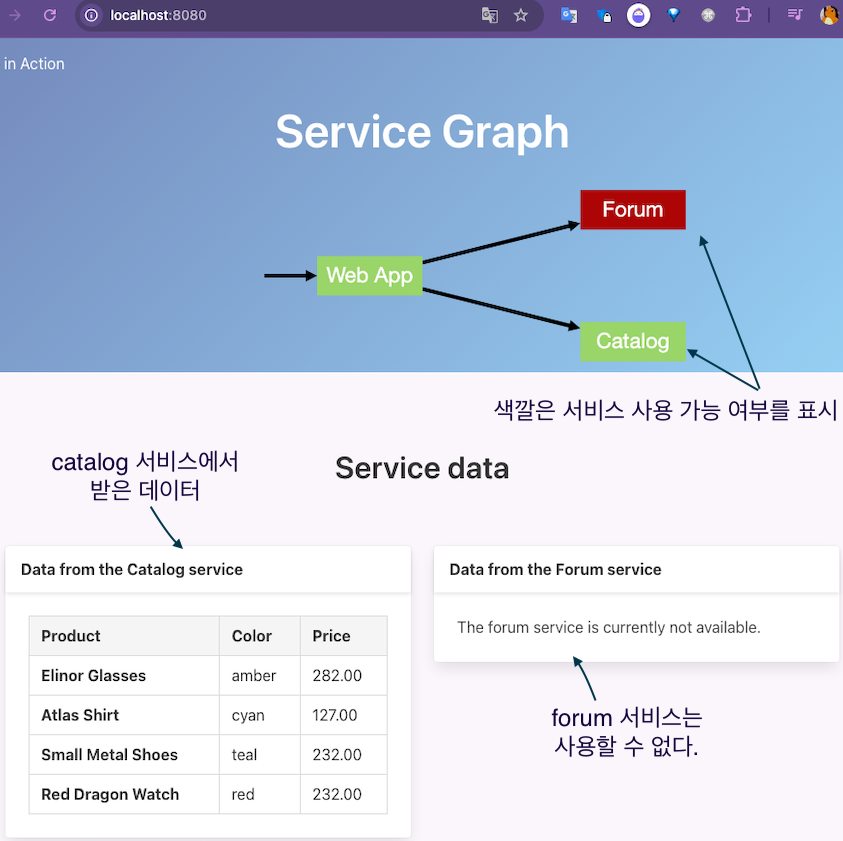 localhost:8080
in Action
Service Graph
Forum
Web App
Catalog
색깔은 서비스 사용 가능 여부를 표시
catalog 서비스에서
받은 데이터
Service data
Data from the Catalog service
Product Color Price
Elinor Glasses amber 282.00
Atlas Shirt cyan 127.00
Small Metal Shoes teal 232.00
Red Dragon Watch red 232.00
Data from the Forum service
The forum service is currently not available.
forum 서비스는
사용할 수 없다.